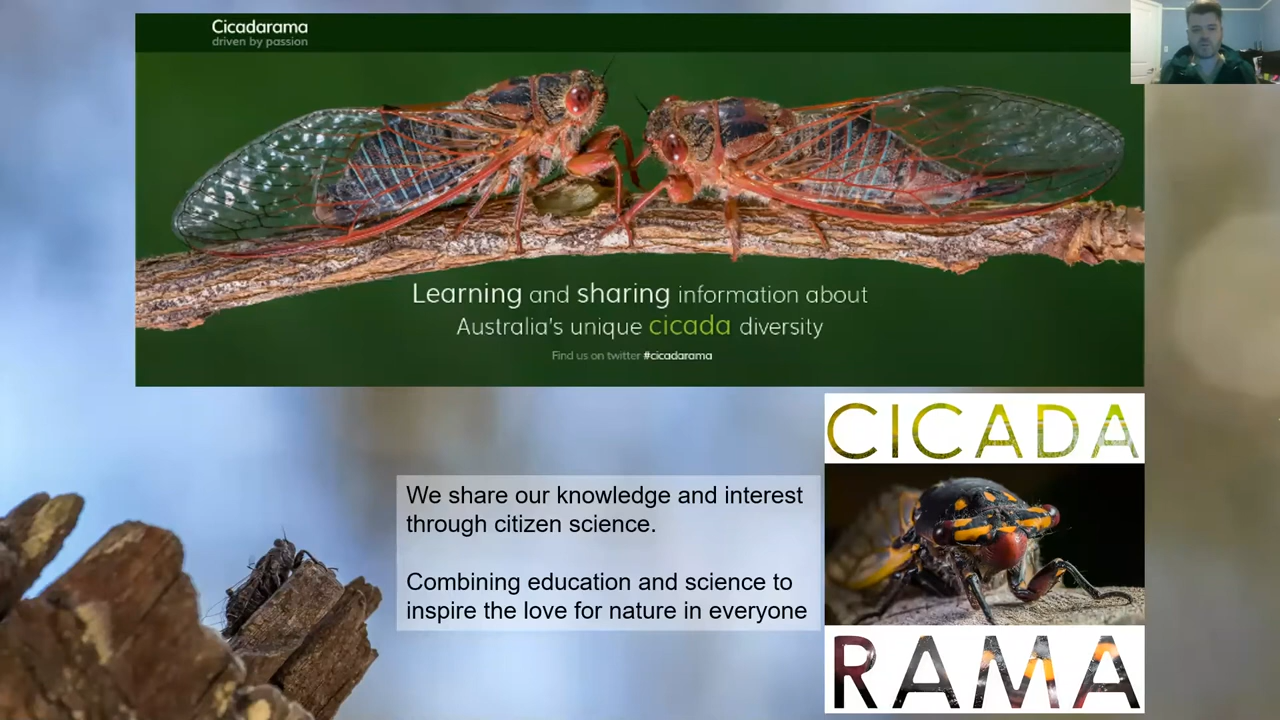 Cicadarama
driven by passion
Learning and sharing information about
Australia's unique cicada diversity
Find us on twitter #cicadarama
We share our knowledge and interest
through citizen science.
Combining education and science to
inspire the love for nature in everyone
CICADA
RAMA